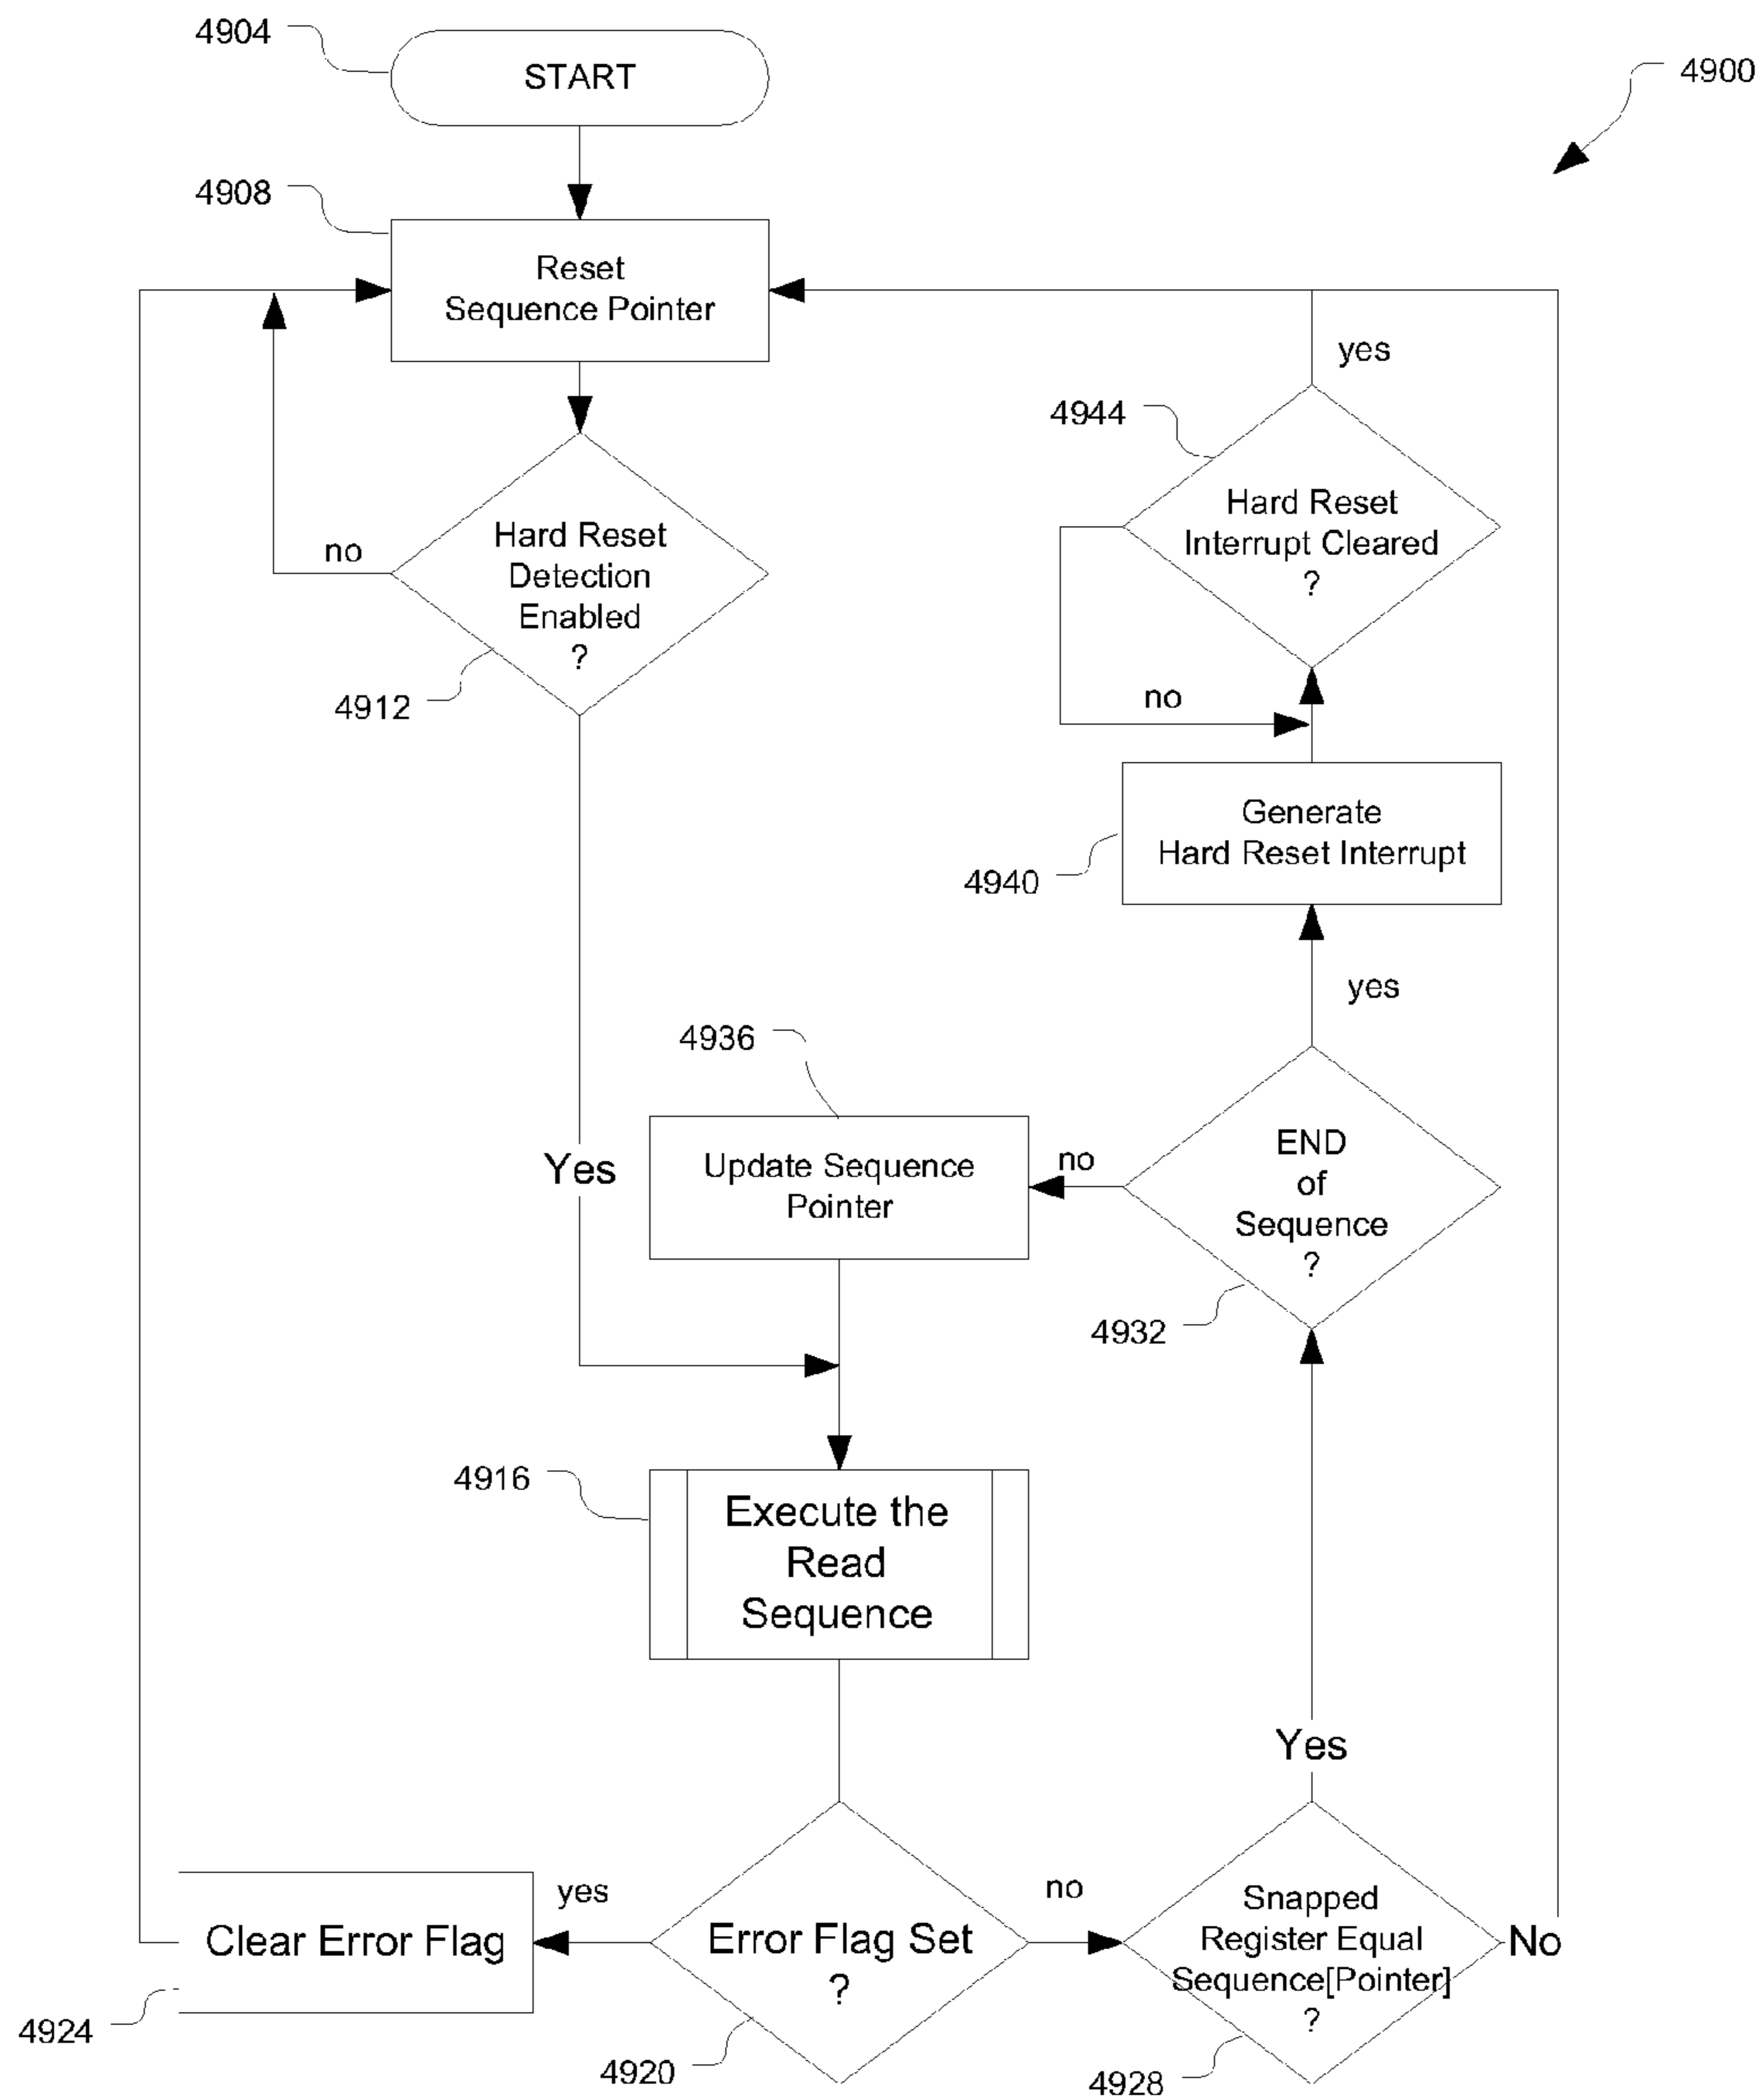 4904
START
4900
4908
Reset
Sequence Pointer
yes
4944
Hard Reset
Interrupt Cleared
?
no
Hard Reset
Detection
Enabled
?
4912
no
Generate
Hard Reset Interrupt
4940
yes
4936
Yes
Update Sequence
Pointer
no
END
of
Sequence
?
4932
4916
Execute the
Read
Sequence
Yes
yes
no
Clear Error Flag
Error Flag Set
?
Snapped
Register Equal
Sequence[Pointer]
?
No
4924
4920
4928